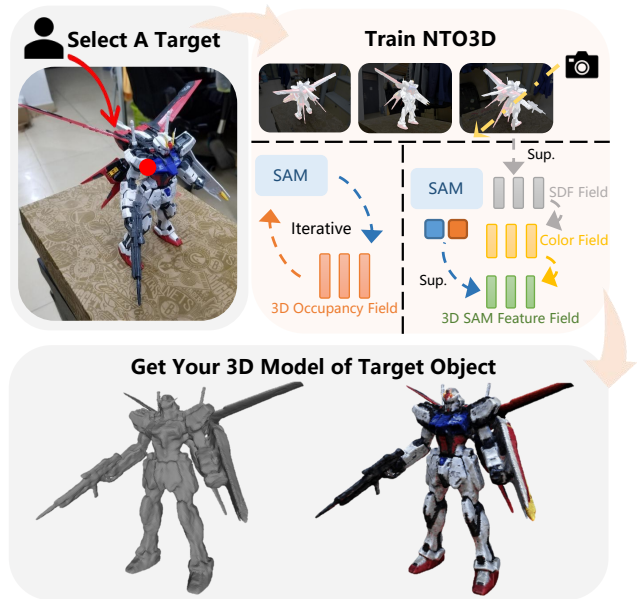 Select A Target
Train NTO3D
Sup.
SAM
SAM
SDF Field
Iterative
Color Field
Sup.
3D Occupancy Field
3D SAM Feature Field
Get Your 3D Model of Target Object